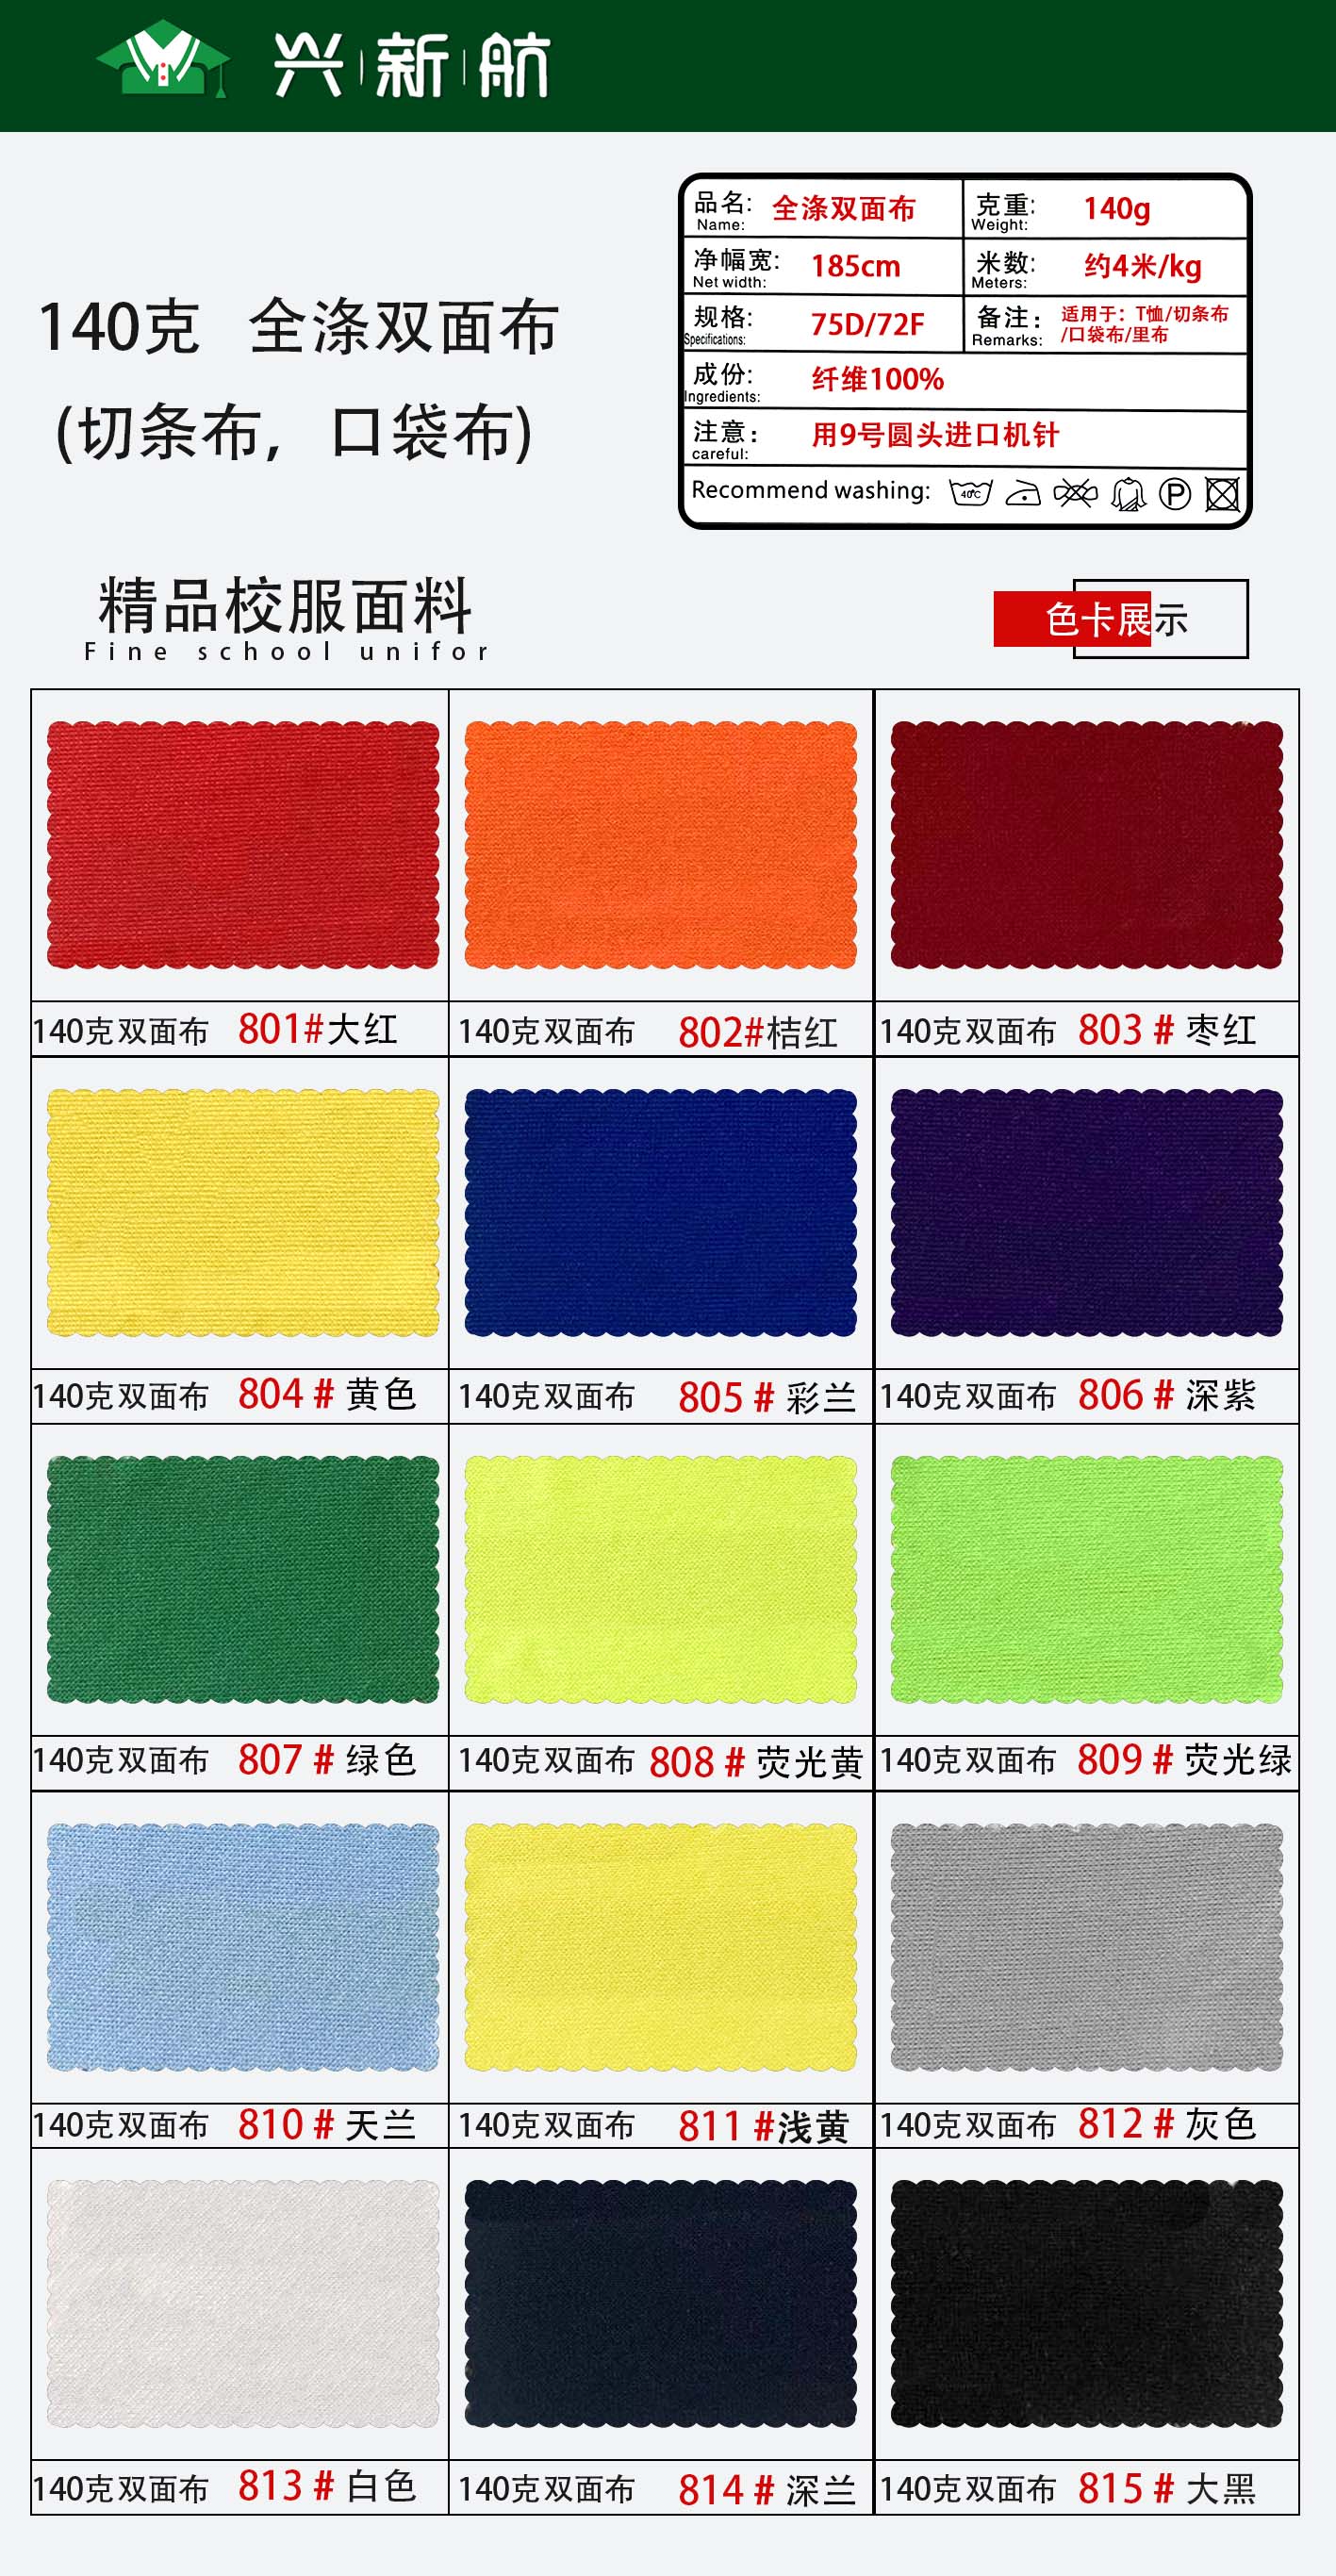 兴新航
品名: 全涤双面布 克重: 140g
Name: Weight:
净幅宽: 185cm 米数: 约4米/kg
Net width: Meters:
规格: 75D/72F 备注: 适用于: T恤/切条布
Specifications: Remarks: /口袋布/里布
成份: 纤维100%
Ingredients:
注意: 用9号圆头进口机针
careful:
Recommend washing: 40℃ P
140克 全涤双面布
(切条布, 口袋布)
精品校服面料
Fine school unifor
色卡展示
140克双面布 801#大红
140克双面布 802#桔红
140克双面布 803 # 枣红
140克双面布 804 # 黄色
140克双面布 805 # 彩兰
140克双面布 806 # 深紫
140克双面布 807 # 绿色
140克双面布 808 # 荧光黄
140克双面布 809 # 荧光绿
140克双面布 810 # 天兰
140克双面布 811 #浅黄
140克双面布 812 # 灰色
140克双面布 813 # 白色
140克双面布 814 # 深兰
140克双面布 815 # 大黑